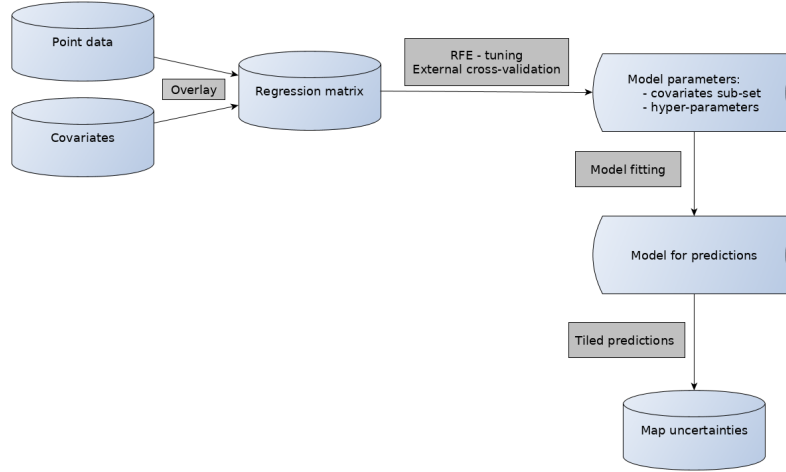 Point data
Overlay
Covariates
Regression matrix
RFE - tuning
External cross-validation
Model parameters:
- covariates sub-set
- hyper-parameters
Model fitting
Model for predictions
Tiled predictions
Map uncertainties